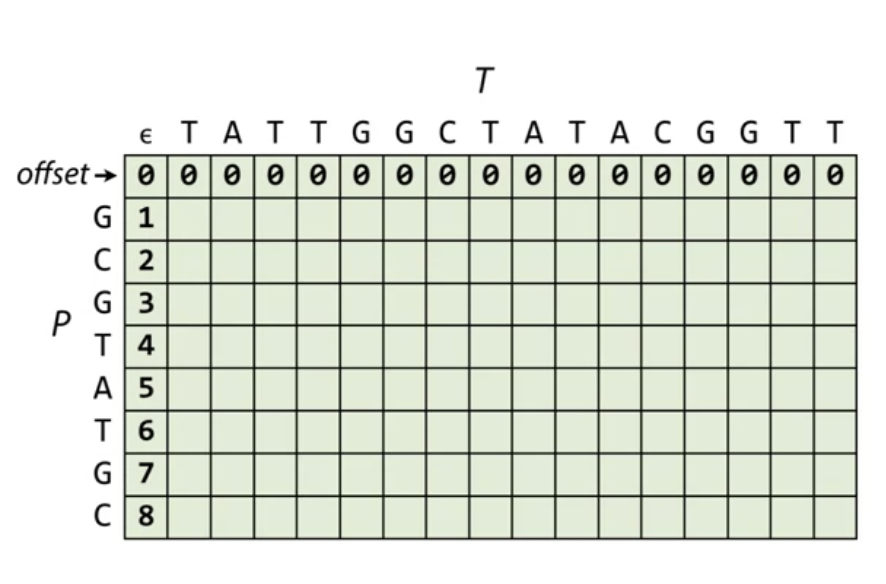 T
ϵ T A T T G G C T A T A C G G T T
offset→ 0 0 0 0 0 0 0 0 0 0 0 0 0 0 0 0 0
G 1
C 2
G 3
P
T 4
A 5
T 6
G 7
C 8